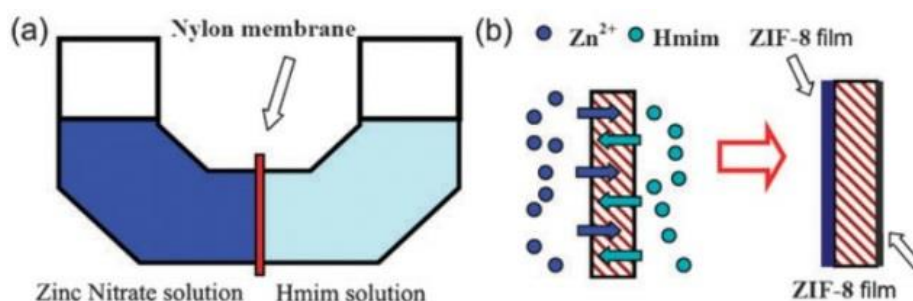 (a)
Nylon membrane
Zinc Nitrate solution
Hmim solution
(b)
Zn²⁺
Hmim
ZIF-8 film
ZIF-8 film